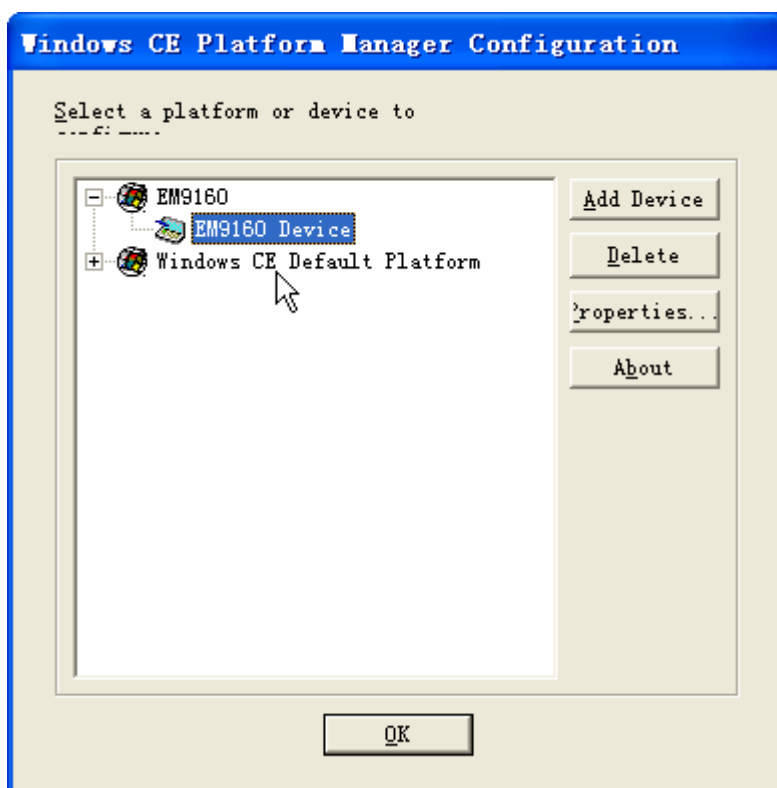 Windows CE Platform Manager Configuration
Select a platform or device to
EM9160
EM9160 Device
Windows CE Default Platform
Add Device
Delete
Properties...
About
OK